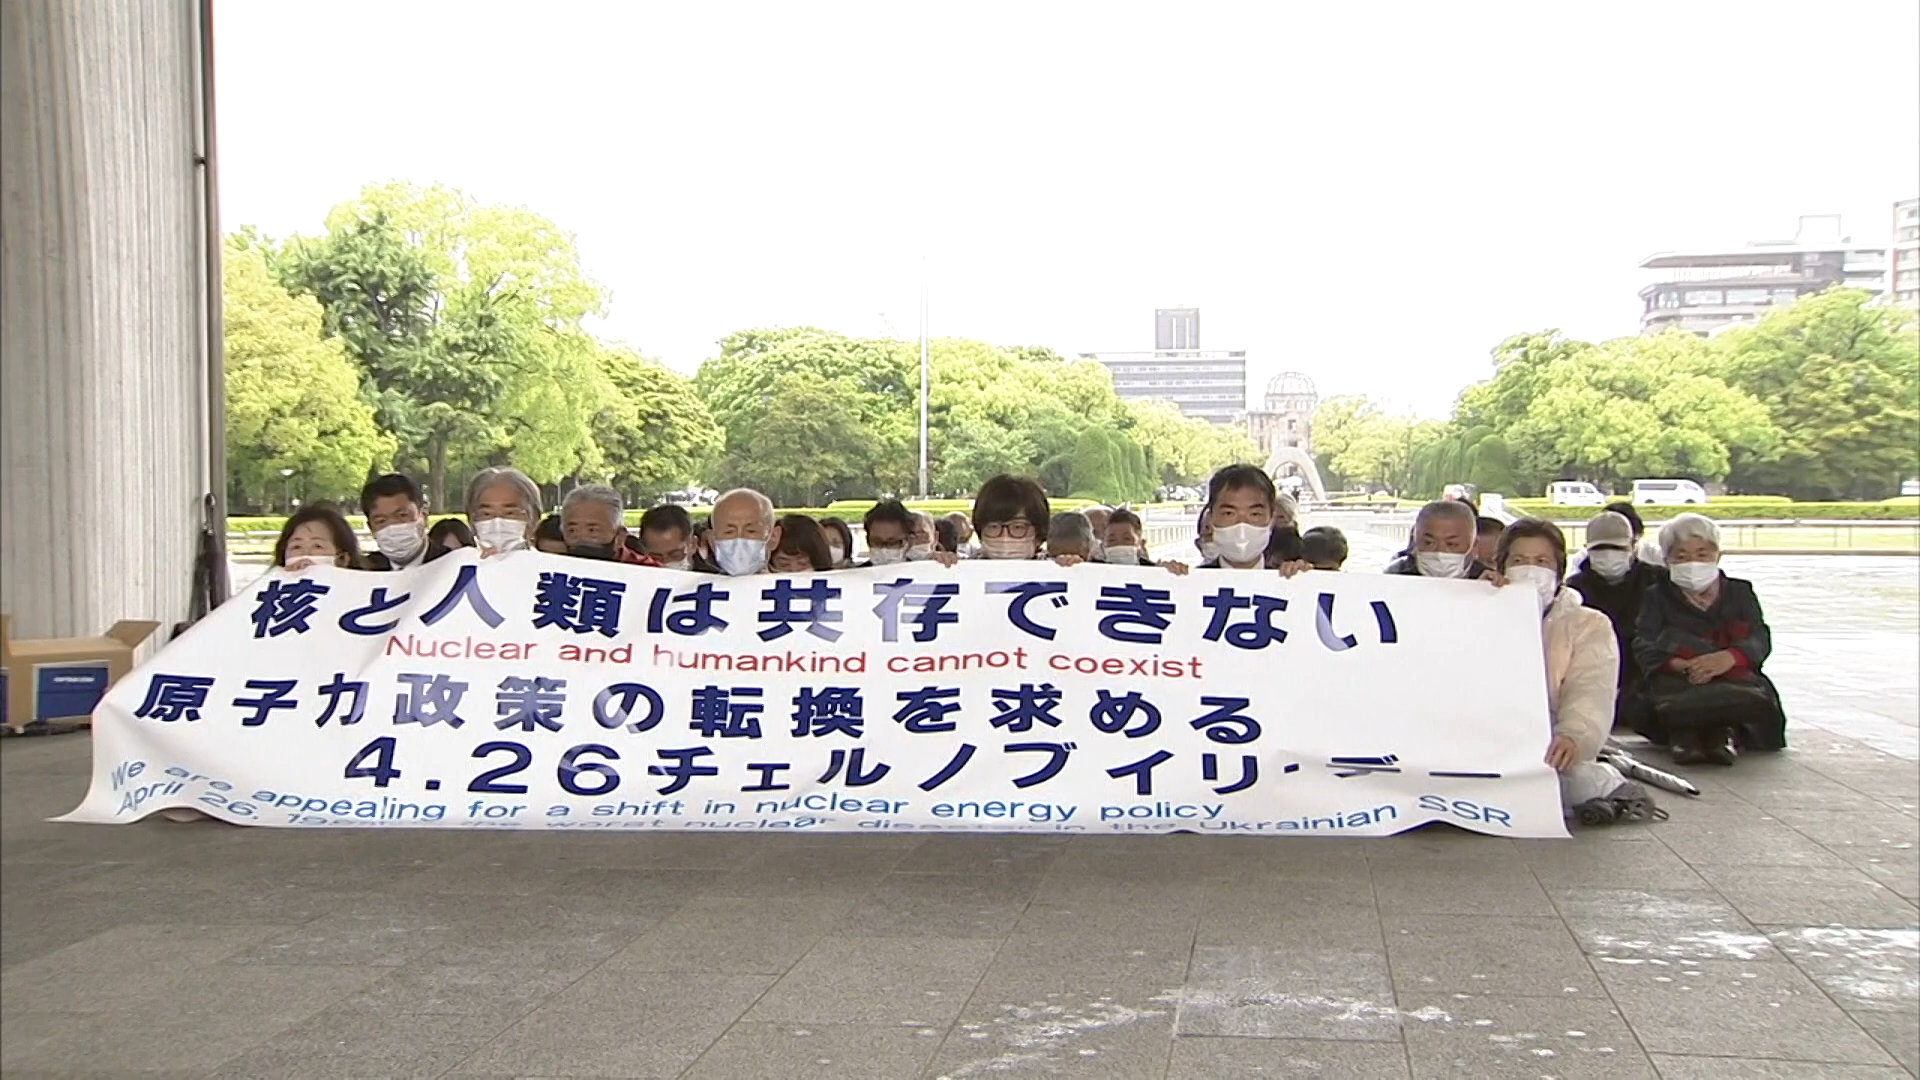 核と人類は共存できない
Nuclear and humankind cannot coexist
原子力政策の転換を求める
4.26チェルノブイリ・デー
We are appealing for a shift in nuclear energy policy
April 26, the worst nuclear disaster in the Ukrainian SSR